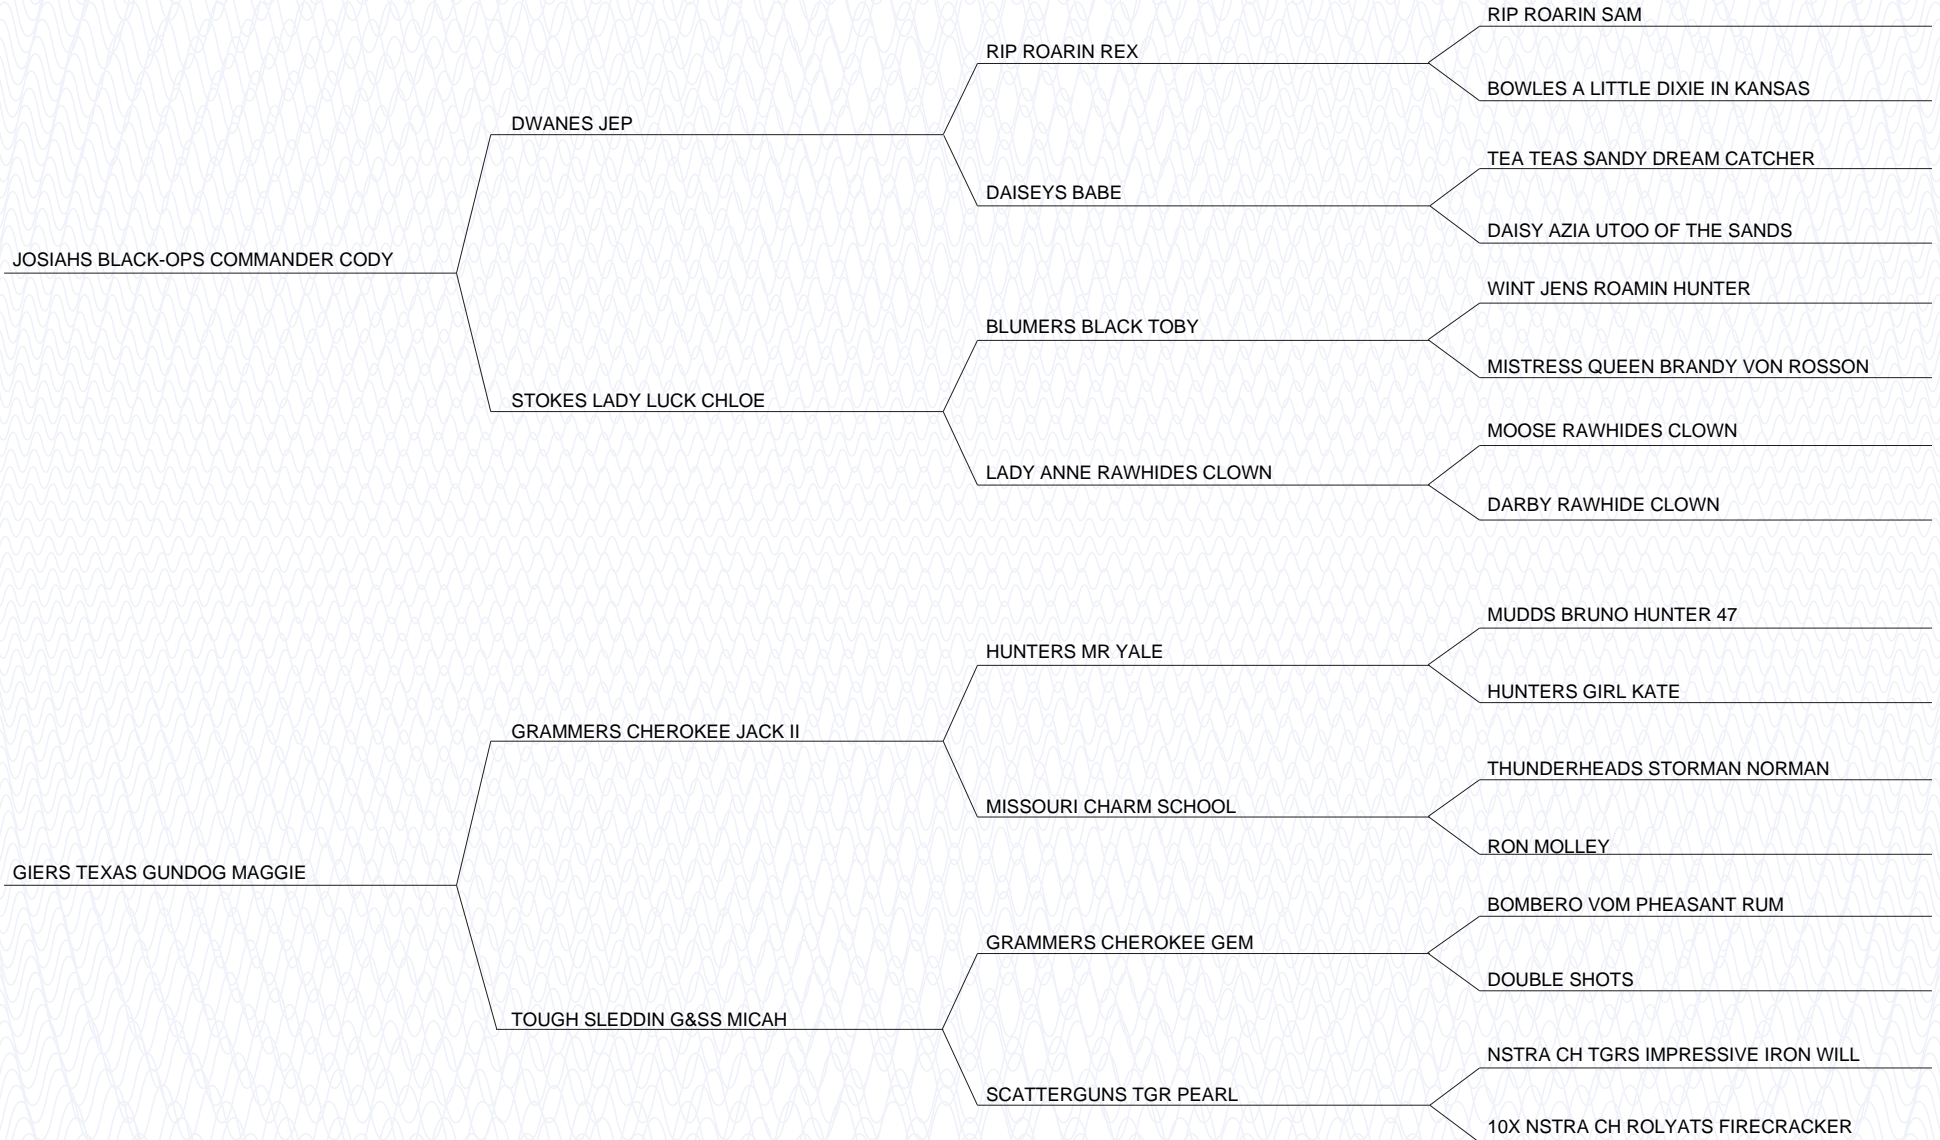 RIP ROARIN SAM
RIP ROARIN REX
BOWLES A LITTLE DIXIE IN KANSAS
DWANES JEP
TEA TEAS SANDY DREAM CATCHER
DAISEYS BABE
DAISY AZIA UTOO OF THE SANDS
JOSIAHS BLACK-OPS COMMANDER CODY
WINT JENS ROAMIN HUNTER
BLUMERS BLACK TOBY
MISTRESS QUEEN BRANDY VON ROSSON
STOKES LADY LUCK CHLOE
MOOSE RAWHIDES CLOWN
LADY ANNE RAWHIDES CLOWN
DARBY RAWHIDE CLOWN
MUDDS BRUNO HUNTER 47
HUNTERS MR YALE
HUNTERS GIRL KATE
GRAMMERS CHEROKEE JACK II
THUNDERHEADS STORMAN NORMAN
MISSOURI CHARM SCHOOL
RON MOLLEY
GIERS TEXAS GUNDOG MAGGIE
BOMBERO VOM PHEASANT RUM
GRAMMERS CHEROKEE GEM
DOUBLE SHOTS
TOUGH SLEDDIN G&SS MICAH
NSTRA CH TGRS IMPRESSIVE IRON WILL
SCATTERGUNS TGR PEARL
10X NSTRA CH ROLYATS FIRECRACKER